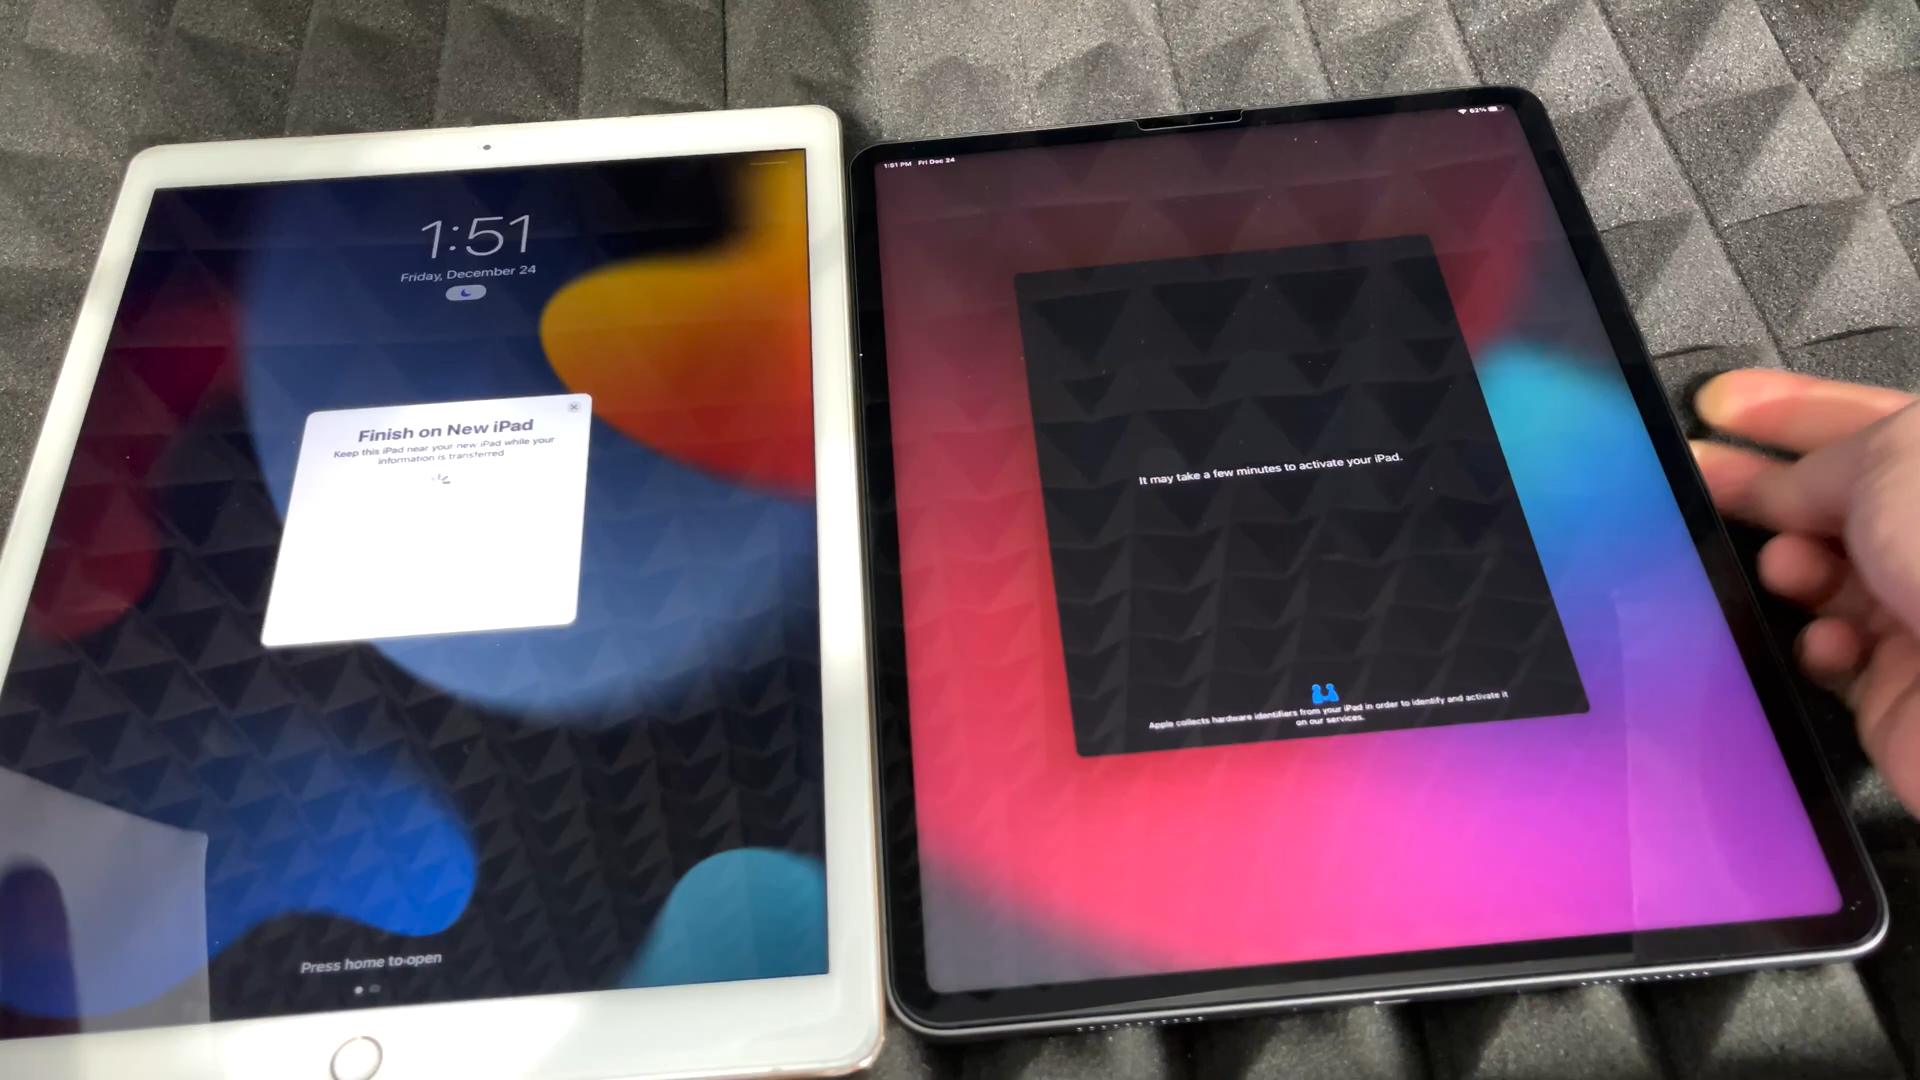 1:51
Friday, December 24
Finish on New iPad
Keep this iPad near your new iPad while your
information is transferred
Press home to open
1:51 PM Fri Dec 24
62%
It may take a few minutes to activate your iPad.
Apple collects hardware identifiers from your iPad in order to identify and activate it
on our services.